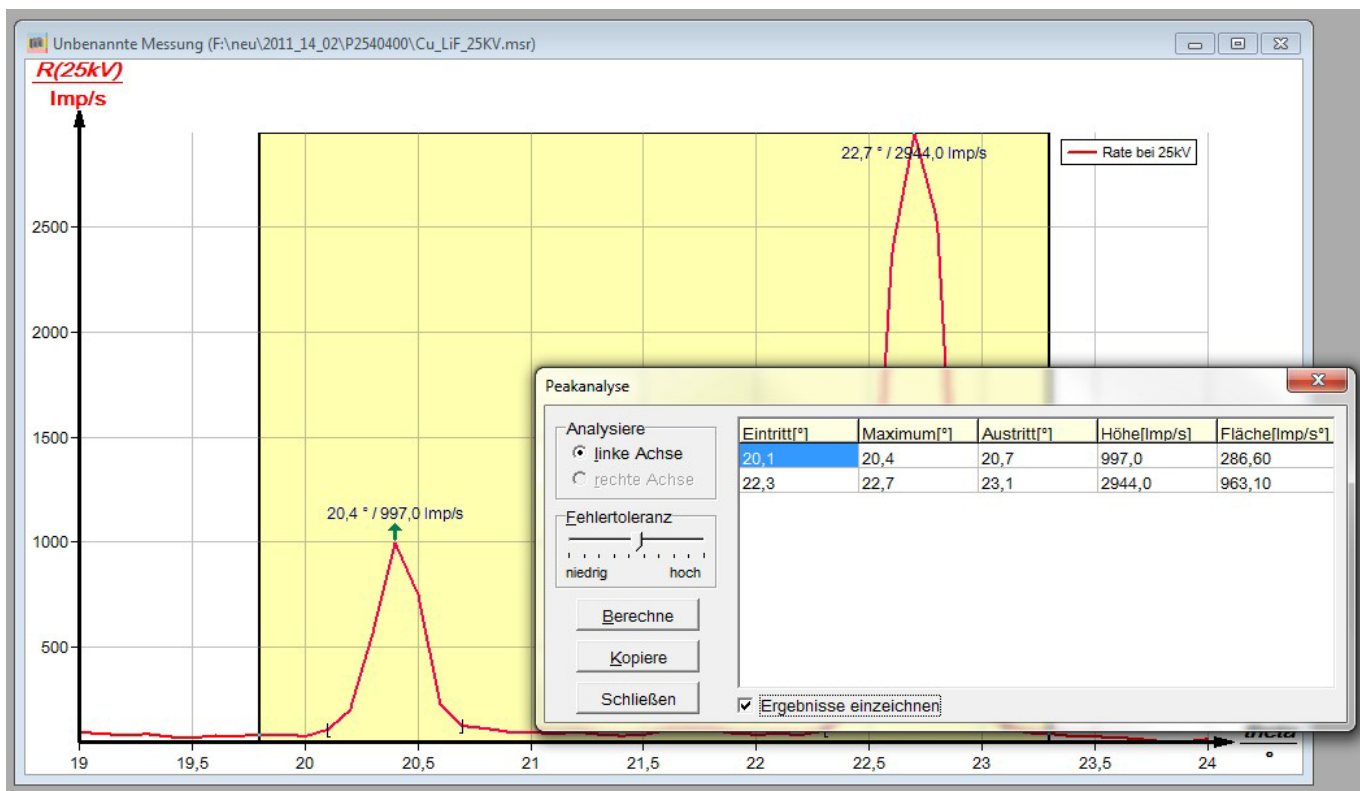 Unbenannte Messung (F:\neu\2011_14_02\P2540400\Cu_LiF_25KV.msr)
R(25kV)
Imp/s
22,7 ° / 2944,0 Imp/s
Rate bei 25kV
2500
2000
1500
1000
500
20,4 ° / 997,0 Imp/s
Peakanalyse
Analysiere
linke Achse
rechte Achse
Fehlertoleranz
niedrig hoch
Berechne
Kopiere
Schließen
Eintritt[°] Maximum[°] Austritt[°] Höhe[Imp/s] Fläche[Imp/s°]
20,1 20,4 20,7 997,0 286,60
22,3 22,7 23,1 2944,0 963,10
Ergebnisse einzeichnen
19 19,5 20 20,5 21 21,5 22 22,5 23 23,5 24
°